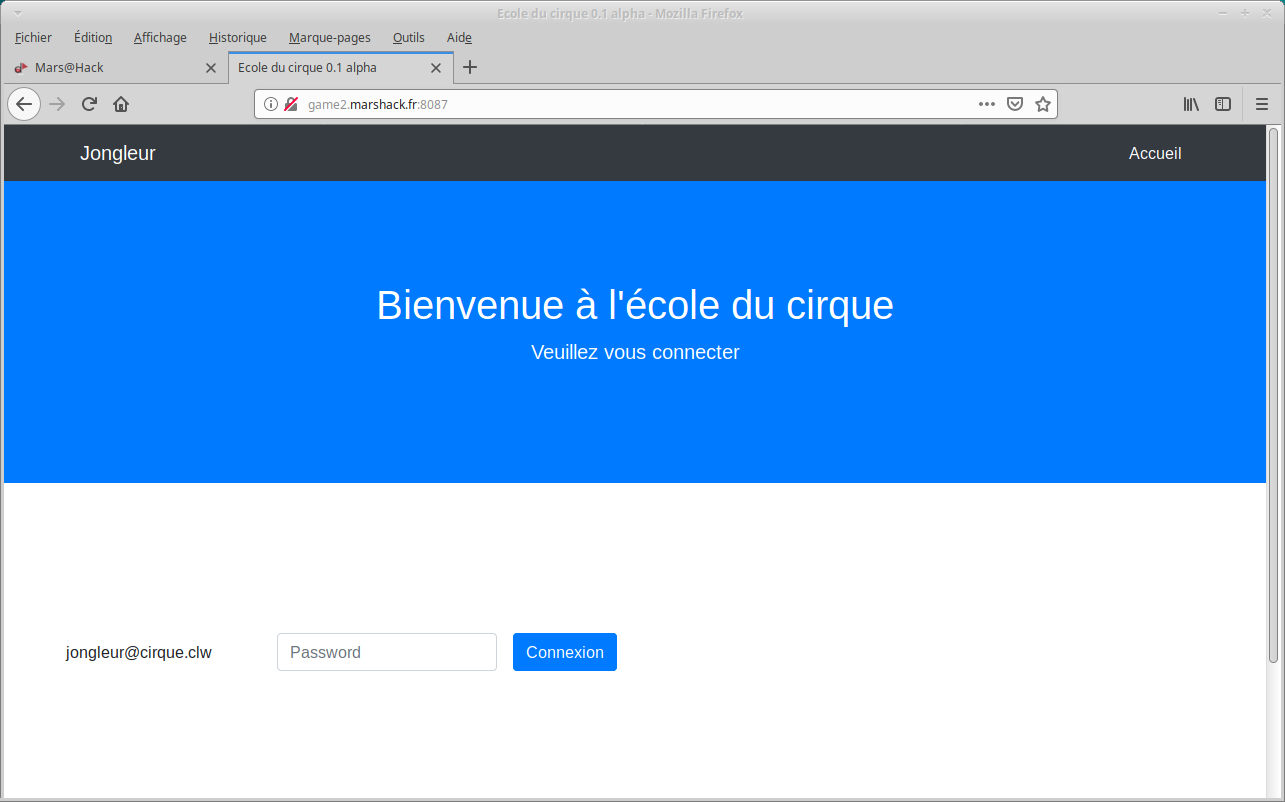 Ecole du cirque 0.1 alpha - Mozilla Firefox
Fichier Édition Affichage Historique Marque-pages Outils Aide
Mars@Hack Ecole du cirque 0.1 alpha
game2.marshack.fr:8087
Jongleur Accueil
Bienvenue à l'école du cirque
Veuillez vous connecter
jongleur@cirque.clw Password Connexion